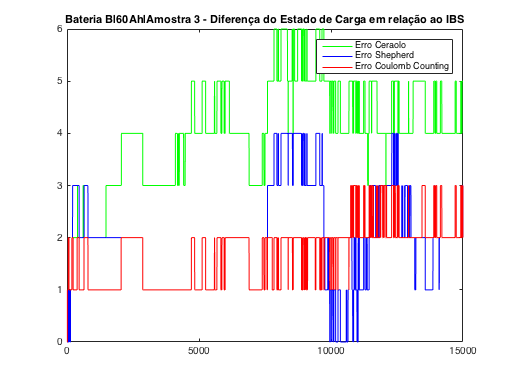 Bateria BI60AhIAmostra 3 - Diferença do Estado de Carga em relação ao IBS
Erro Ceraolo
Erro Shepherd
Erro Coulomb Counting
6
5
4
3
2
1
0
0
5000
10000
15000